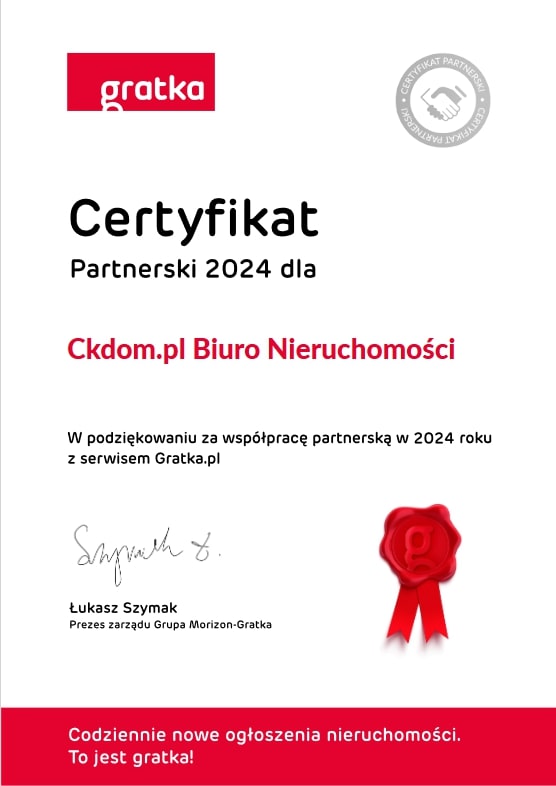 gratka
CERTYFIKAT PARTNERSKI • CERTYFIKAT PARTNERSKI •
Certyfikat
Partnerski 2024 dla
Ckdom.pl Biuro Nieruchomości
W podziękowaniu za współpracę partnerską w 2024 roku
z serwisem Gratka.pl
Szymak Ł.
g
Łukasz Szymak
Prezes zarządu Grupa Morizon-Gratka
Codziennie nowe ogłoszenia nieruchomości.
To jest gratka!